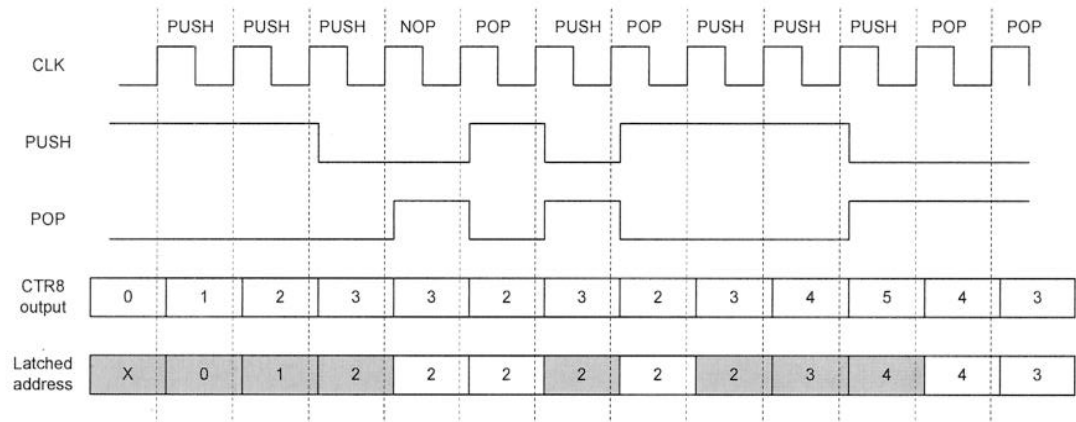 PUSH PUSH PUSH NOP POP PUSH POP PUSH PUSH PUSH POP POP
CLK
PUSH
POP
CTR8
output
0 1 2 3 3 2 3 2 3 4 5 4 3
Latched
address
X 0 1 2 2 2 2 2 2 3 4 4 3